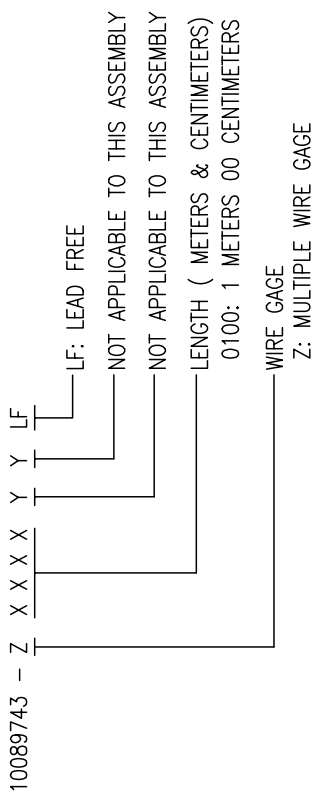 10089743 - Z X X X X Y Y LF
LF: LEAD FREE
NOT APPLICABLE TO THIS ASSEMBLY
NOT APPLICABLE TO THIS ASSEMBLY
LENGTH ( METERS & CENTIMETERS)
0100: 1 METERS 00 CENTIMETERS
WIRE GAGE
Z: MULTIPLE WIRE GAGE